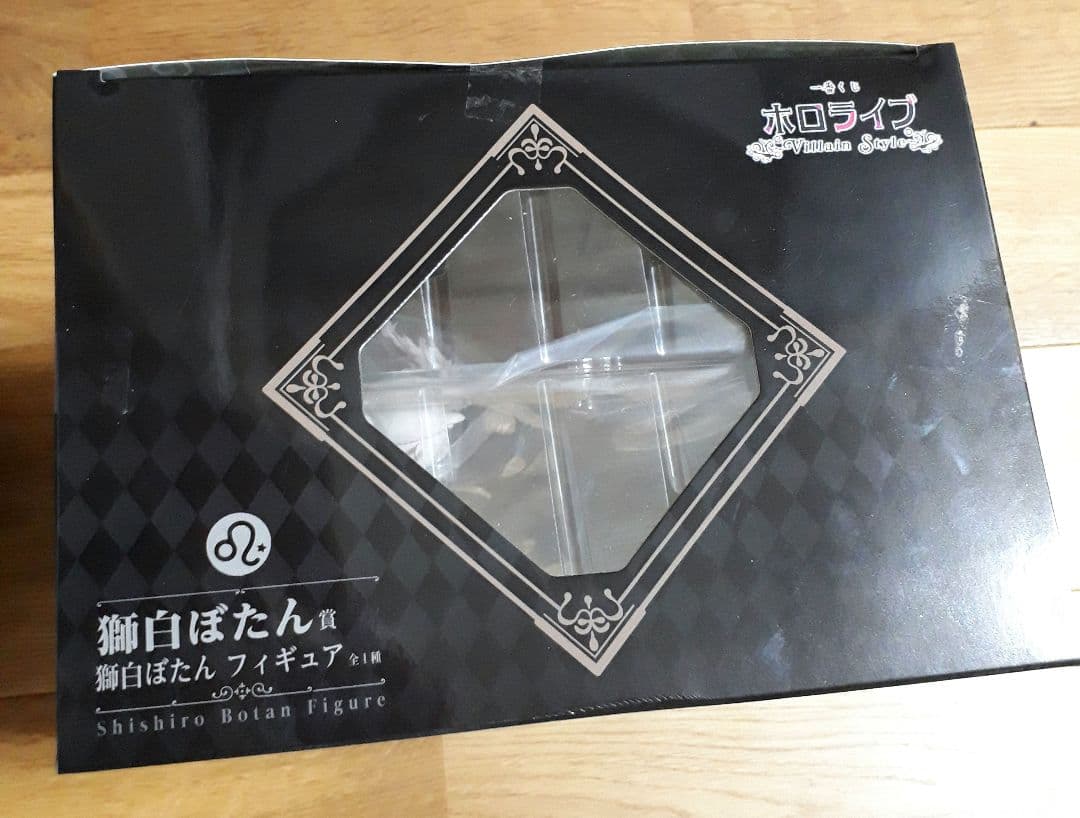 一番くじ
ホロライブ
Villain Style
獅白ぼたん賞
獅白ぼたん フィギュア 全1種
Shishiro Botan Figure